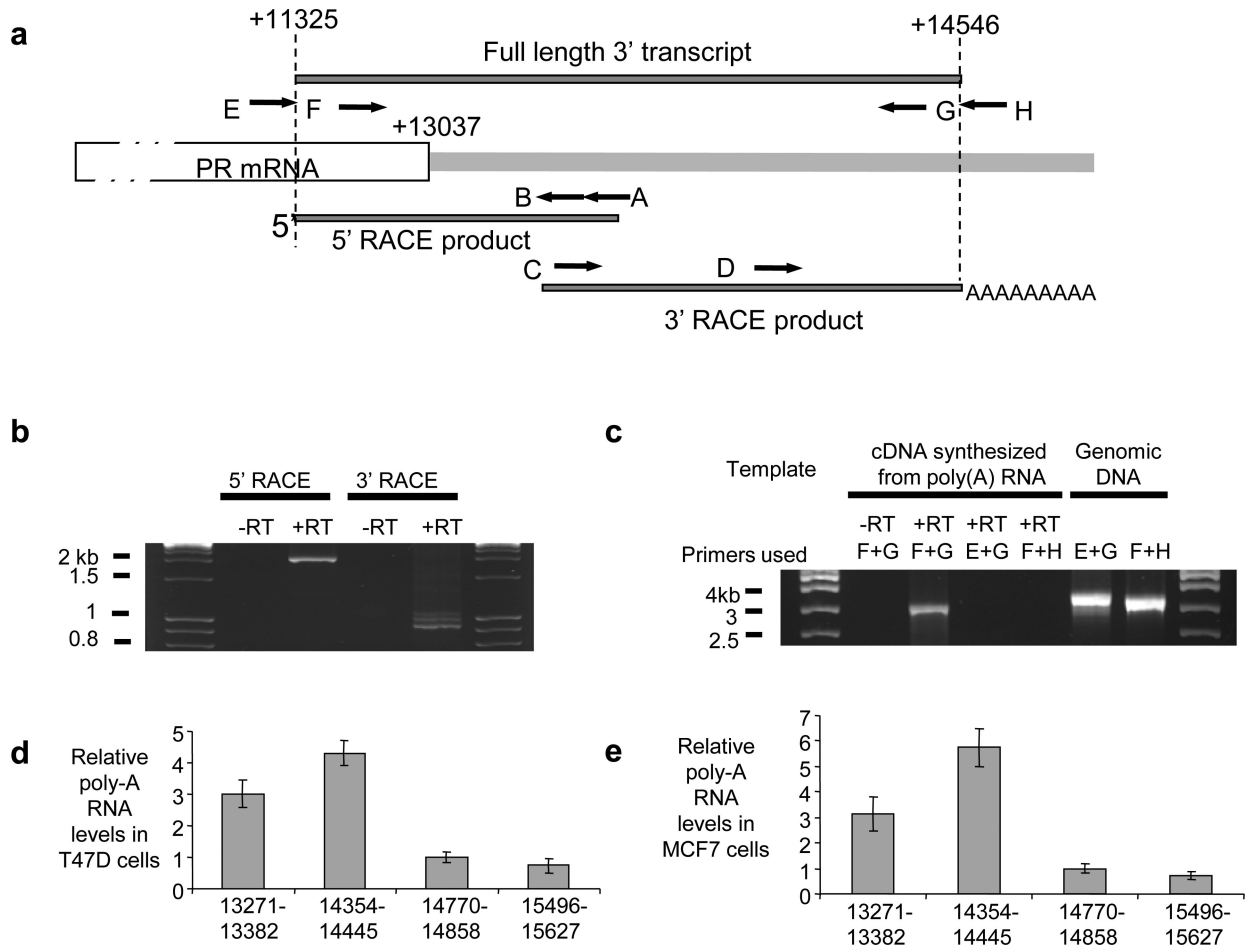 a
+11325
+14546
Full length 3’ transcript
E
F
G
H
+13037
PR mRNA
B
A
5’
5’ RACE product
C
D
AAAAAAAAA
3’ RACE product
b
5’ RACE
3’ RACE
-RT
+RT
-RT
+RT
2 kb
1.5
1
0.8
c
Template
cDNA synthesized
from poly(A) RNA
Genomic
DNA
-RT
+RT
+RT
+RT
Primers used
F+G
F+G
E+G
F+H
E+G
F+H
4kb
3
2.5
d
Relative
poly-A
RNA
levels in
T47D cells
5
4
3
2
1
0
13271-
13382
14354-
14445
14770-
14858
15496-
15627
e
Relative
poly-A
RNA
levels in
MCF7 cells
7
6
5
4
3
2
1
0
13271-
13382
14354-
14445
14770-
14858
15496-
15627